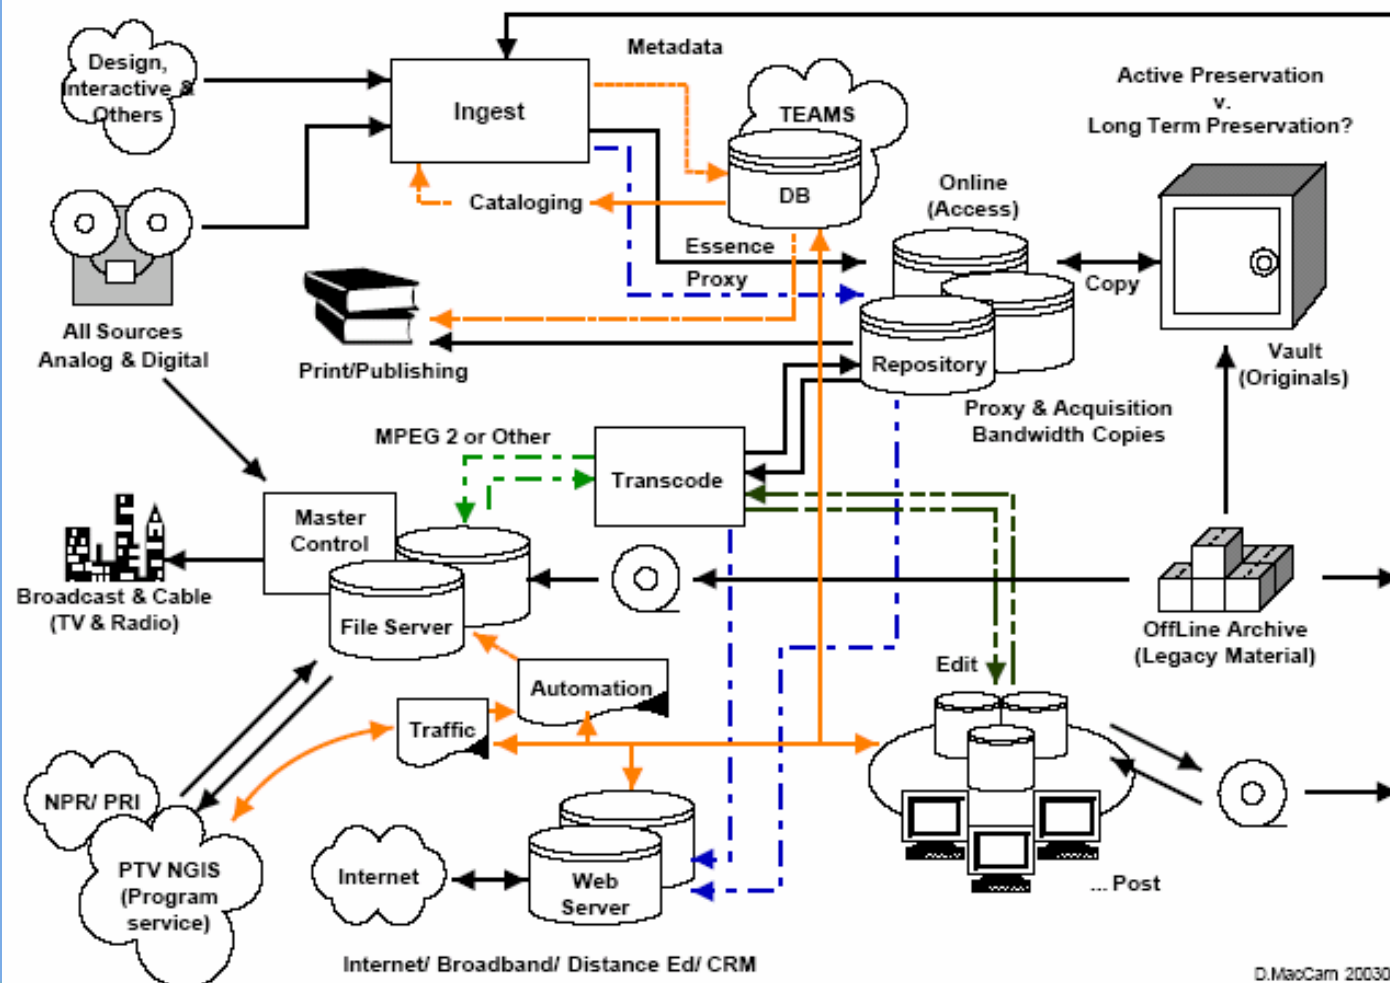 Metadata
Design,
Interactive &
Others
Ingest
TEAMS
DB
Active Preservation
v.
Long Term Preservation?
Cataloging
Online
(Access)
Essence
Proxy
Copy
All Sources
Analog & Digital
Print/Publishing
Repository
Vault
(Originals)
Proxy & Acquisition
Bandwidth Copies
MPEG 2 or Other
Transcode
Master
Control
File Server
Broadcast & Cable
(TV & Radio)
OffLine Archive
(Legacy Material)
Edit
Automation
Traffic
NPR/ PRI
PTV NGIS
(Program
service)
Internet
Web
Server
... Post
Internet/ Broadband/ Distance Ed/ CRM
D.MacCarn 20030